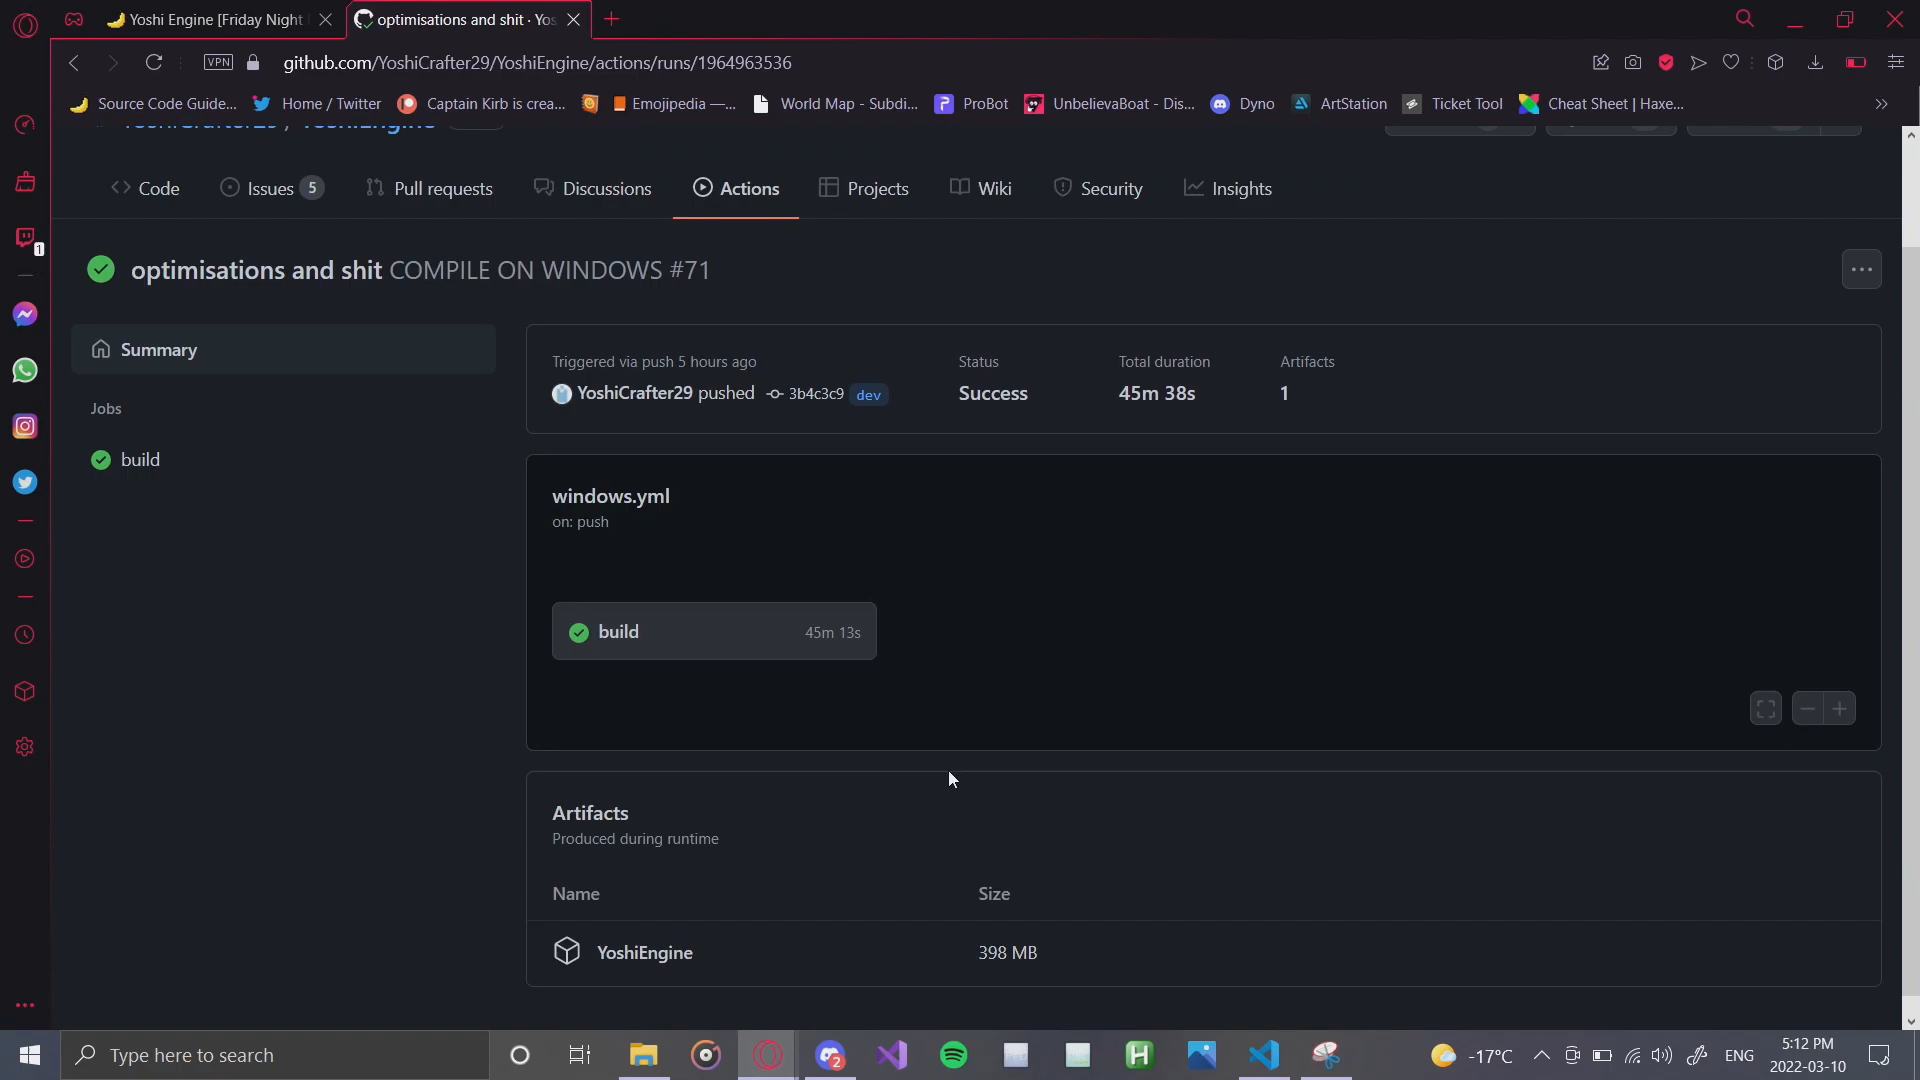 Yoshi Engine [Friday Night
optimisations and shit · Yos
VPN
github.com/YoshiCrafter29/YoshiEngine/actions/runs/1964963536
Source Code Guide...
Home / Twitter
Captain Kirb is crea...
Emojipedia —...
World Map - Subdi...
ProBot
UnbelievaBoat - Dis...
Dyno
ArtStation
Ticket Tool
Cheat Sheet | Haxe...
YoshiCrafter29 / YoshiEngine
Code
Issues 5
Pull requests
Discussions
Actions
Projects
Wiki
Security
Insights
1
optimisations and shit COMPILE ON WINDOWS #71
Summary
Jobs
build
Triggered via push 5 hours ago
YoshiCrafter29 pushed 3b4c3c9 dev
Status
Success
Total duration
45m 38s
Artifacts
1
windows.yml
on: push
build 45m 13s
Artifacts
Produced during runtime
Name Size
YoshiEngine 398 MB
Type here to search
2
-17°C
ENG
5:12 PM
2022-03-10